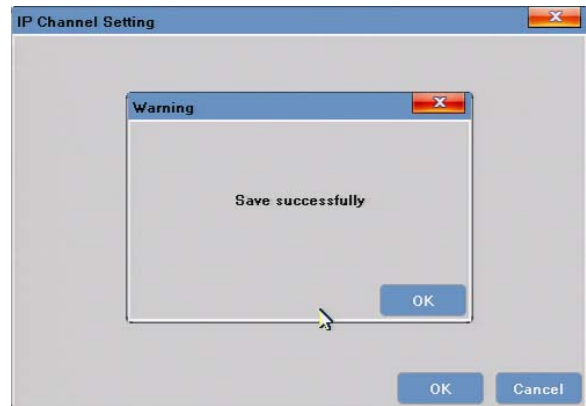 IP Channel Setting
Warning
Save successfully
OK
OK Cancel